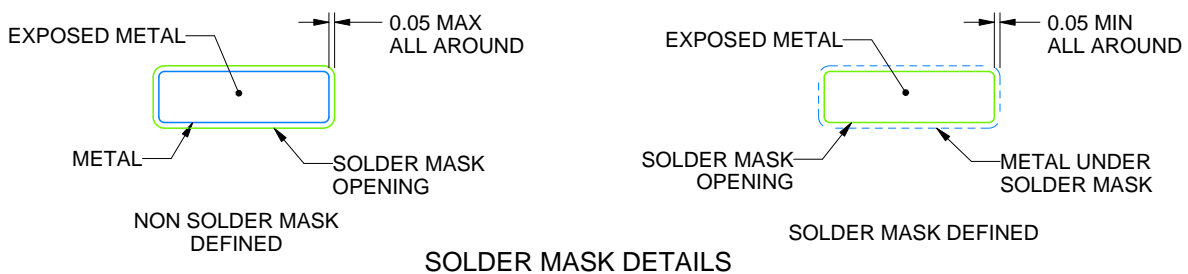 EXPOSED METAL
0.05 MAX
ALL AROUND
METAL
SOLDER MASK
OPENING
NON SOLDER MASK
DEFINED
EXPOSED METAL
0.05 MIN
ALL AROUND
SOLDER MASK
OPENING
METAL UNDER
SOLDER MASK
SOLDER MASK DEFINED
SOLDER MASK DETAILS